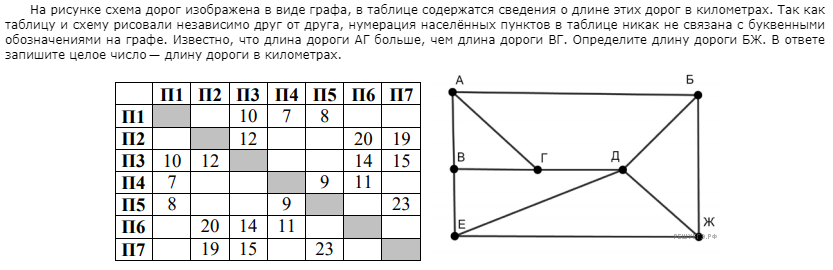 На рисунке схема дорог изображена в виде графа, в таблице содержатся сведения о длине этих дорог в километрах. Так как
таблицу и схему рисовали независимо друг от друга, нумерация населённых пунктов в таблице никак не связана с буквенными
обозначениями на графе. Известно, что длина дороги АГ больше, чем длина дороги ВГ. Определите длину дороги БЖ. В ответе
запишите целое число — длину дороги в километрах.
П1 П2 П3 П4 П5 П6 П7
П1 10 7 8
П2 12 20 19
П3 10 12 14 15
П4 7 9 11
П5 8 9 23
П6 20 14 11
П7 19 15 23
А Б
В Г Д
Е Ж